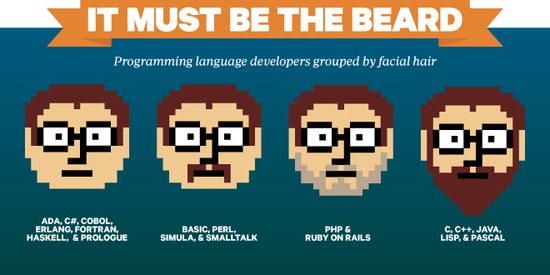 IT MUST BE THE BEARD
Programming language developers grouped by facial hair
ADA, C#, COBOL,
ERLANG, FORTRAN,
HASKELL, & PROLOGUE
BASIC, PERL,
SIMULA, & SMALLTALK
PHP &
RUBY ON RAILS
C, C++, JAVA,
LISP, & PASCAL